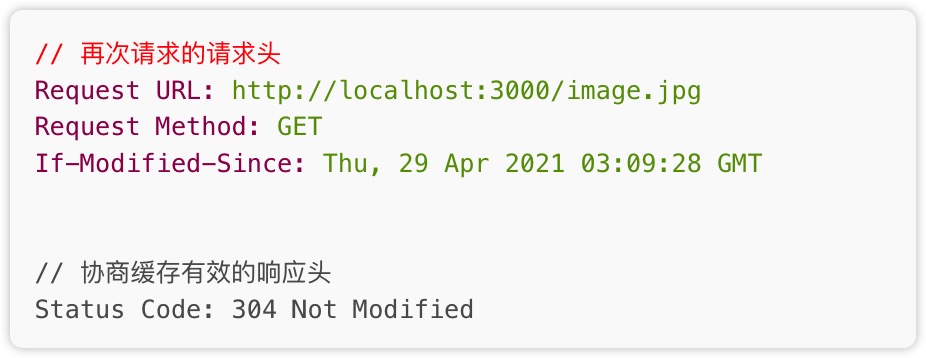 // 再次请求的请求头
Request URL: http://localhost:3000/image.jpg
Request Method: GET
If-Modified-Since: Thu, 29 Apr 2021 03:09:28 GMT
// 协商缓存有效的响应头
Status Code: 304 Not Modified